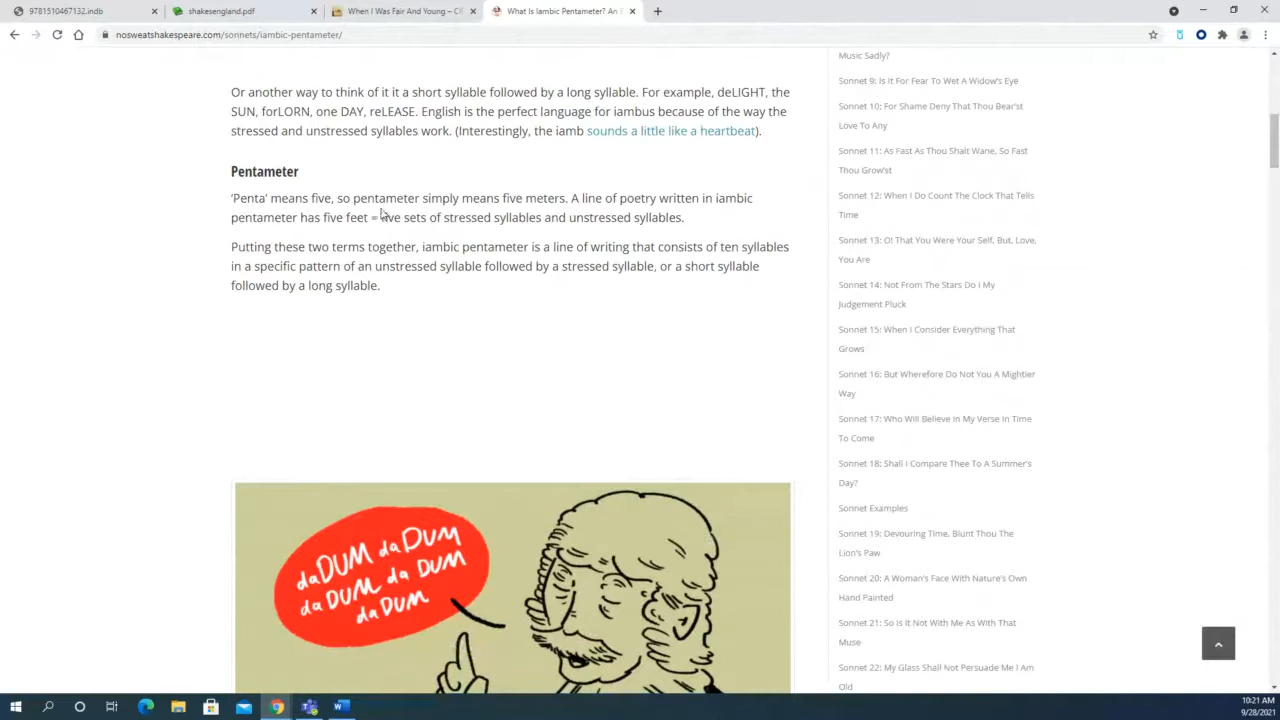 9781510467132.indb
shakesengland.pdf
When I Was Fair And Young – Cl
What Is Iambic Pentameter? An E
nosweatshakespeare.com/sonnets/iambic-pentameter/
Or another way to think of it it a short syllable followed by a long syllable. For example, deLIGHT, the
SUN, forLORN, one DAY, reLEASE. English is the perfect language for iambus because of the way the
stressed and unstressed syllables work. (Interestingly, the iamb sounds a little like a heartbeat).
Pentameter
'Penta' means five, so pentameter simply means five meters. A line of poetry written in iambic
pentameter has five feet = five sets of stressed syllables and unstressed syllables.
Putting these two terms together, iambic pentameter is a line of writing that consists of ten syllables
in a specific pattern of an unstressed syllable followed by a stressed syllable, or a short syllable
followed by a long syllable.
daDUM daDUM
daDUM da DUM
daDUM
Music Sadly?
Sonnet 9: Is It For Fear To Wet A Widow's Eye
Sonnet 10: For Shame Deny That Thou Bear'st
Love To Any
Sonnet 11: As Fast As Thou Shalt Wane, So Fast
Thou Grow'st
Sonnet 12: When I Do Count The Clock That Tells
Time
Sonnet 13: O! That You Were Your Self, But, Love,
You Are
Sonnet 14: Not From The Stars Do I My
Judgement Pluck
Sonnet 15: When I Consider Everything That
Grows
Sonnet 16: But Wherefore Do Not You A Mightier
Way
Sonnet 17: Who Will Believe In My Verse In Time
To Come
Sonnet 18: Shall I Compare Thee To A Summer's
Day?
Sonnet Examples
Sonnet 19: Devouring Time, Blunt Thou The
Lion's Paw
Sonnet 20: A Woman's Face With Nature's Own
Hand Painted
Sonnet 21: So Is It Not With Me As With That
Muse
Sonnet 22: My Glass Shall Not Persuade Me I Am
Old
10:21 AM
9/28/2021